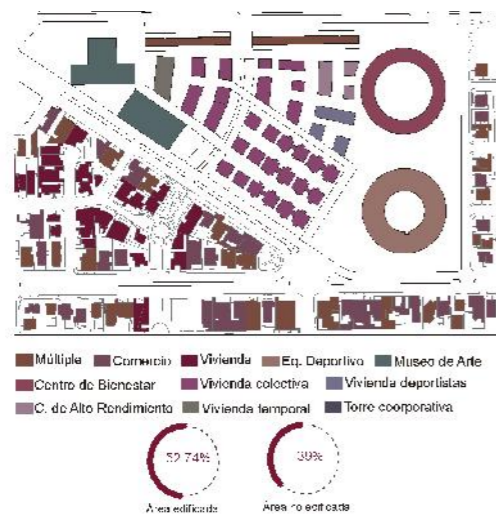 Múltiple Comercio Vivienda Eq. Deportivo Museo de Arte
Centro de Bienestar Vivienda colectiva Vivienda deportistas
C. de Alto Rendimiento Vivienda temporal Torre coorporativa
52.74% 39%
Área edificada Área no edificada